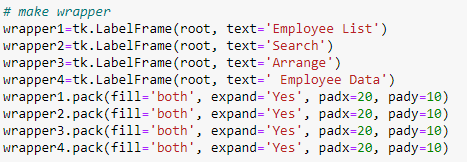 # make wrapper
wrapper1=tk.LabelFrame(root, text='Employee List')
wrapper2=tk.LabelFrame(root, text='Search')
wrapper3=tk.LabelFrame(root, text='Arrange')
wrapper4=tk.LabelFrame(root, text=' Employee Data')
wrapper1.pack(fill='both', expand='Yes', padx=20, pady=10)
wrapper2.pack(fill='both', expand='Yes', padx=20, pady=10)
wrapper3.pack(fill='both', expand='Yes', padx=20, pady=10)
wrapper4.pack(fill='both', expand='Yes', padx=20, pady=10)